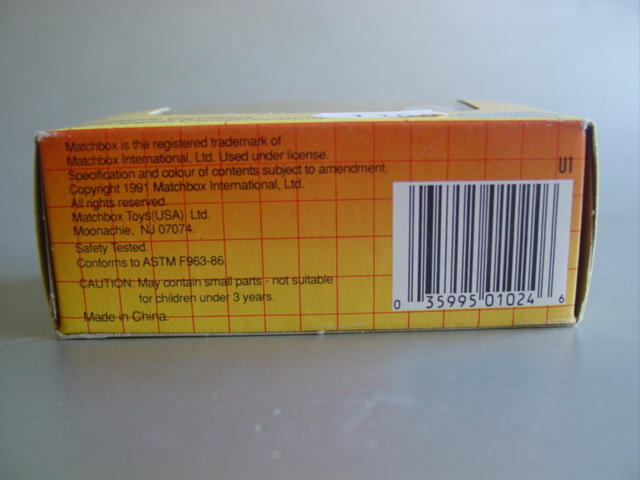 Matchbox is the registered trademark of
Matchbox International, Ltd. Used under license.
Specification and colour of contents subject to amendment.
Copyright 1991 Matchbox International, Ltd.
All rights reserved.
Matchbox Toys(USA) Ltd.
Moonachie, NJ 07074.
Safety Tested.
Conforms to ASTM F963-86
CAUTION: May contain small parts - not suitable
for children under 3 years.
Made in China.
U1
0 35995 01024 6